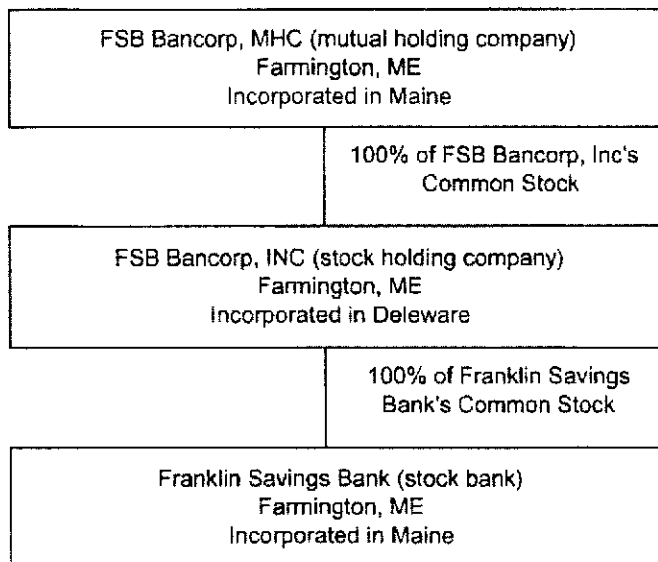 FSB Bancorp, MHC (mutual holding company)
Farmington, ME
Incorporated in Maine
100% of FSB Bancorp, Inc's
Common Stock
FSB Bancorp, INC (stock holding company)
Farmington, ME
Incorporated in Deleware
100% of Franklin Savings
Bank's Common Stock
Franklin Savings Bank (stock bank)
Farmington, ME
Incorporated in Maine